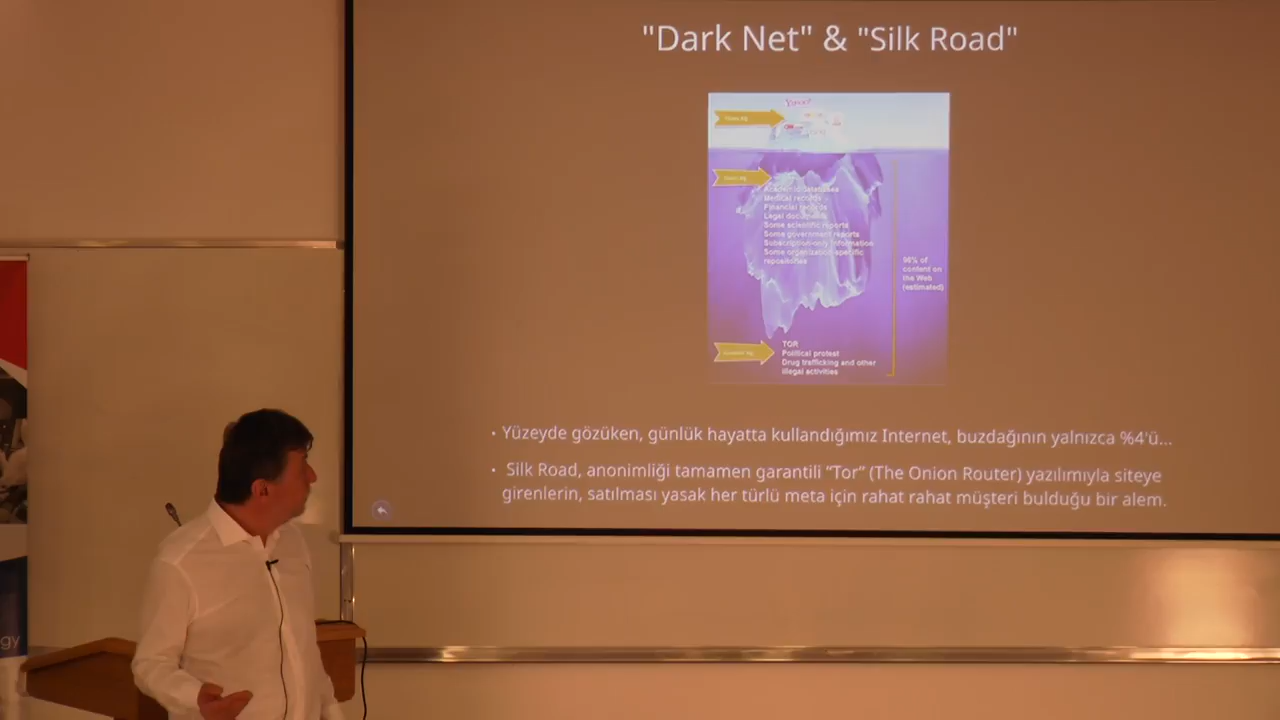 "Dark Net" & "Silk Road"
Yahoo!
Academic databases
Medical records
Financial records
Legal documents
Some scientific reports
Some government reports
Subscription-only information
Some organization-specific
repositories
96% of
content on
the Web
(estimated)
TOR
Political protest
Drug trafficking and other
illegal activities
• Yüzeyde gözüken, günlük hayatta kullandığımız Internet, buzdağının yalnızca %4'ü...
• Silk Road, anonimliği tamamen garantili "Tor" (The Onion Router) yazılımıyla siteye
girenlerin, satılması yasak her türlü meta için rahat rahat müşteri bulduğu bir alem.
gy